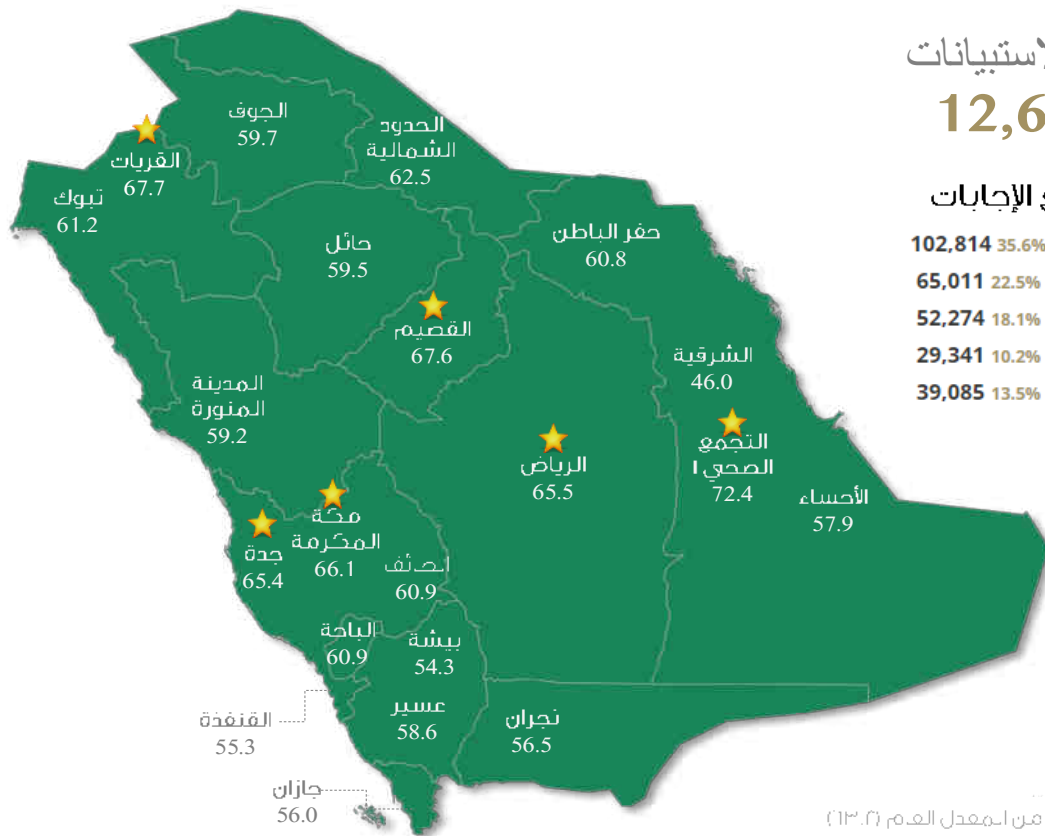 لاستبيانات
12,6
الإجابات
102,814 35.6%
65,011 22.5%
52,274 18.1%
29,341 10.2%
39,085 13.5%
الجوف
59.7
الحدود
الشمالية
62.5
القريات
67.7
تبوك
61.2
حائل
59.5
حفر الباطن
60.8
القصيم
67.6
الشرقية
46.0
المدينة
المنورة
59.2
الرياض
65.5
التجمع
الصحي ١
72.4
الأحساء
57.9
مكة
المكرمة
66.1
جدة
65.4
الطائف
60.9
الباحة
60.9
بيشة
54.3
عسير
58.6
نجران
56.5
القنفذة
55.3
جازان
56.0
من المعدل العام (٦٣.٢)